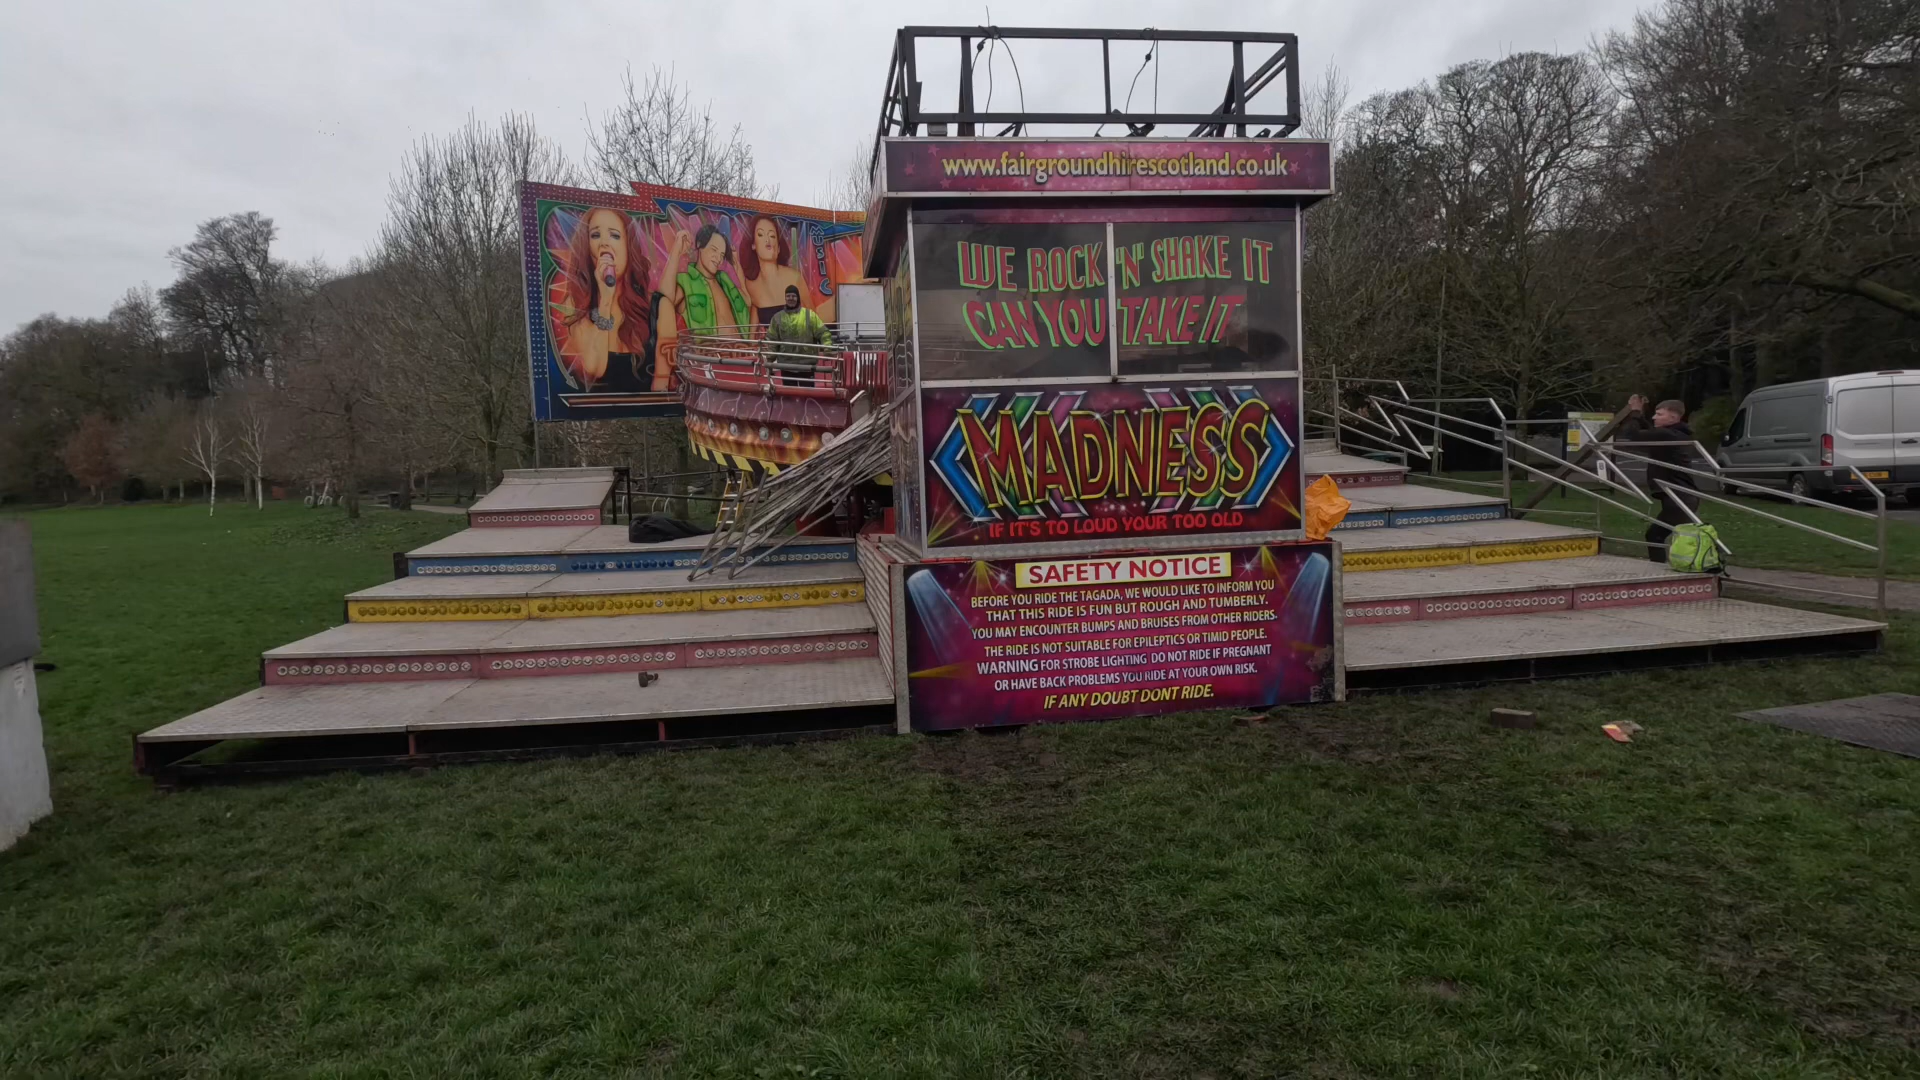 www.fairgroundhirescotland.co.uk
WE ROCK 'N' SHAKE IT
CAN YOU TAKE IT
MUSIC
MADNESS
IF IT'S TO LOUD YOUR TOO OLD
SAFETY NOTICE
BEFORE YOU RIDE THE TAGADA, WE WOULD LIKE TO INFORM YOU
THAT THIS RIDE IS FUN BUT ROUGH AND TUMBERLY.
YOU MAY ENCOUNTER BUMPS AND BRUISES FROM OTHER RIDERS.
THE RIDE IS NOT SUITABLE FOR EPILEPTICS OR TIMID PEOPLE.
WARNING FOR STROBE LIGHTING DO NOT RIDE IF PREGNANT
OR HAVE BACK PROBLEMS YOU RIDE AT YOUR OWN RISK.
IF ANY DOUBT DONT RIDE.